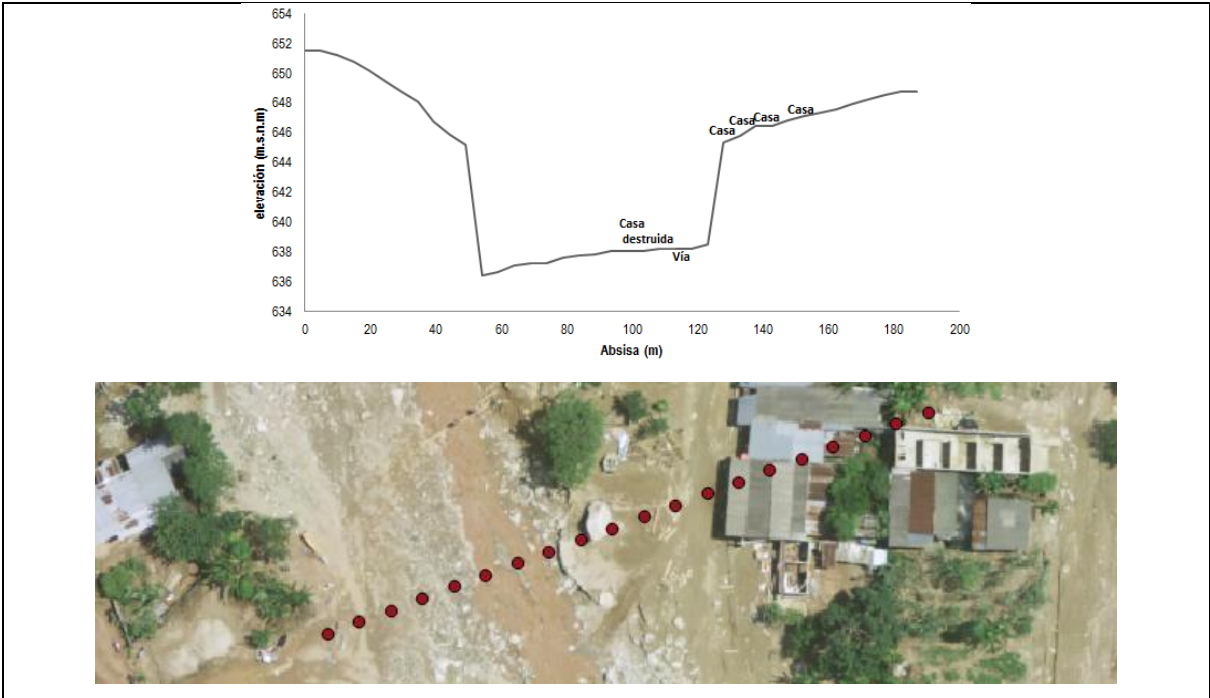 654
652
650
648
646
644
642
640
638
636
634
elevación (m.s.n.m)
Casa
Casa
Casa
Casa
Casa
destruida
Vía
0 20 40 60 80 100 120 140 160 180 200
Absisa (m)